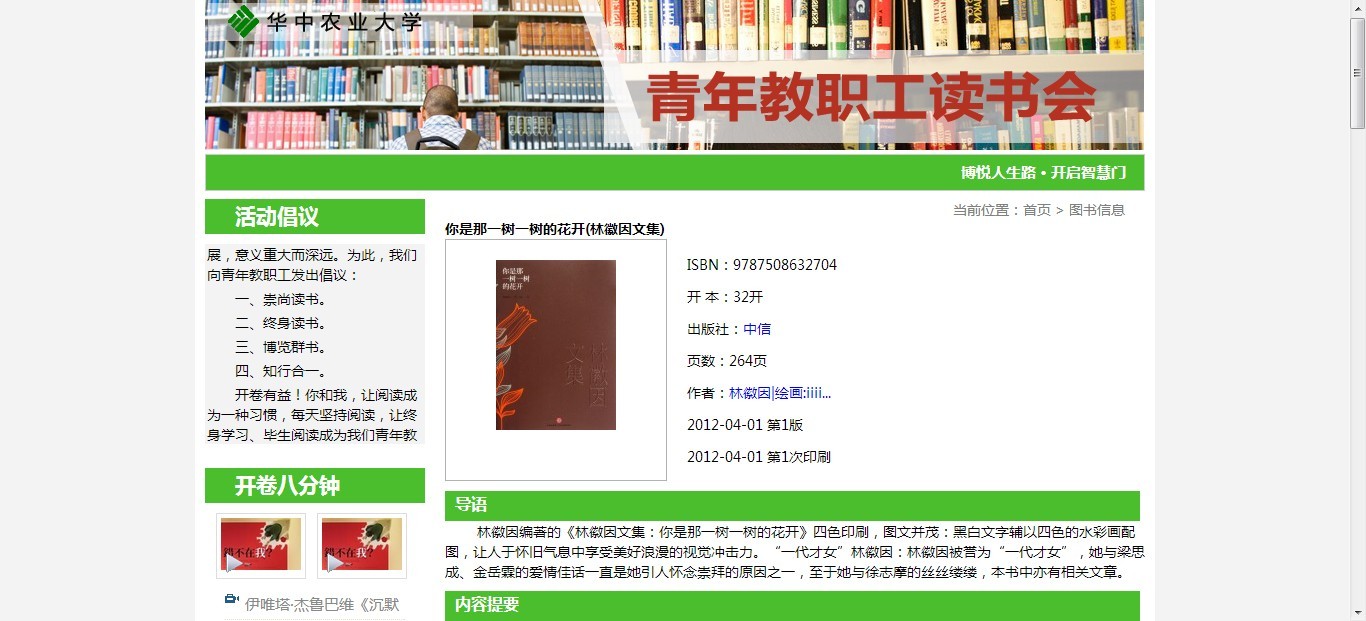 华中农业大学
青年教职工读书会
博悦人生路·开启智慧门
活动倡议
展，意义重大而深远。为此，我们
向青年教职工发出倡议：
一、崇尚读书。
二、终身读书。
三、博览群书。
四、知行合一。
开卷有益！你和我，让阅读成
为一种习惯，每天坚持阅读，让终
身学习、毕生阅读成为我们青年教
开卷八分钟
错不在我？
错不在我？
伊唯塔·杰鲁巴维《沉默
当前位置：首页 > 图书信息
你是那一树一树的花开(林徽因文集)
你是那
一树一树
的花开
林徽因
文集
ISBN：9787508632704
开 本：32开
出版社：中信
页数：264页
作者：林徽因|绘画:iiii...
2012-04-01 第1版
2012-04-01 第1次印刷
导语
林徽因编著的《林徽因文集：你是那一树一树的花开》四色印刷，图文并茂：黑白文字辅以四色的水彩画配
图，让人于怀旧气息中享受美好浪漫的视觉冲击力。“一代才女”林徽因：林徽因被誉为“一代才女”，她与梁思
成、金岳霖的爱情佳话一直是她引人怀念崇拜的原因之一，至于她与徐志摩的丝丝缕缕，本书中亦有相关文章。
内容提要